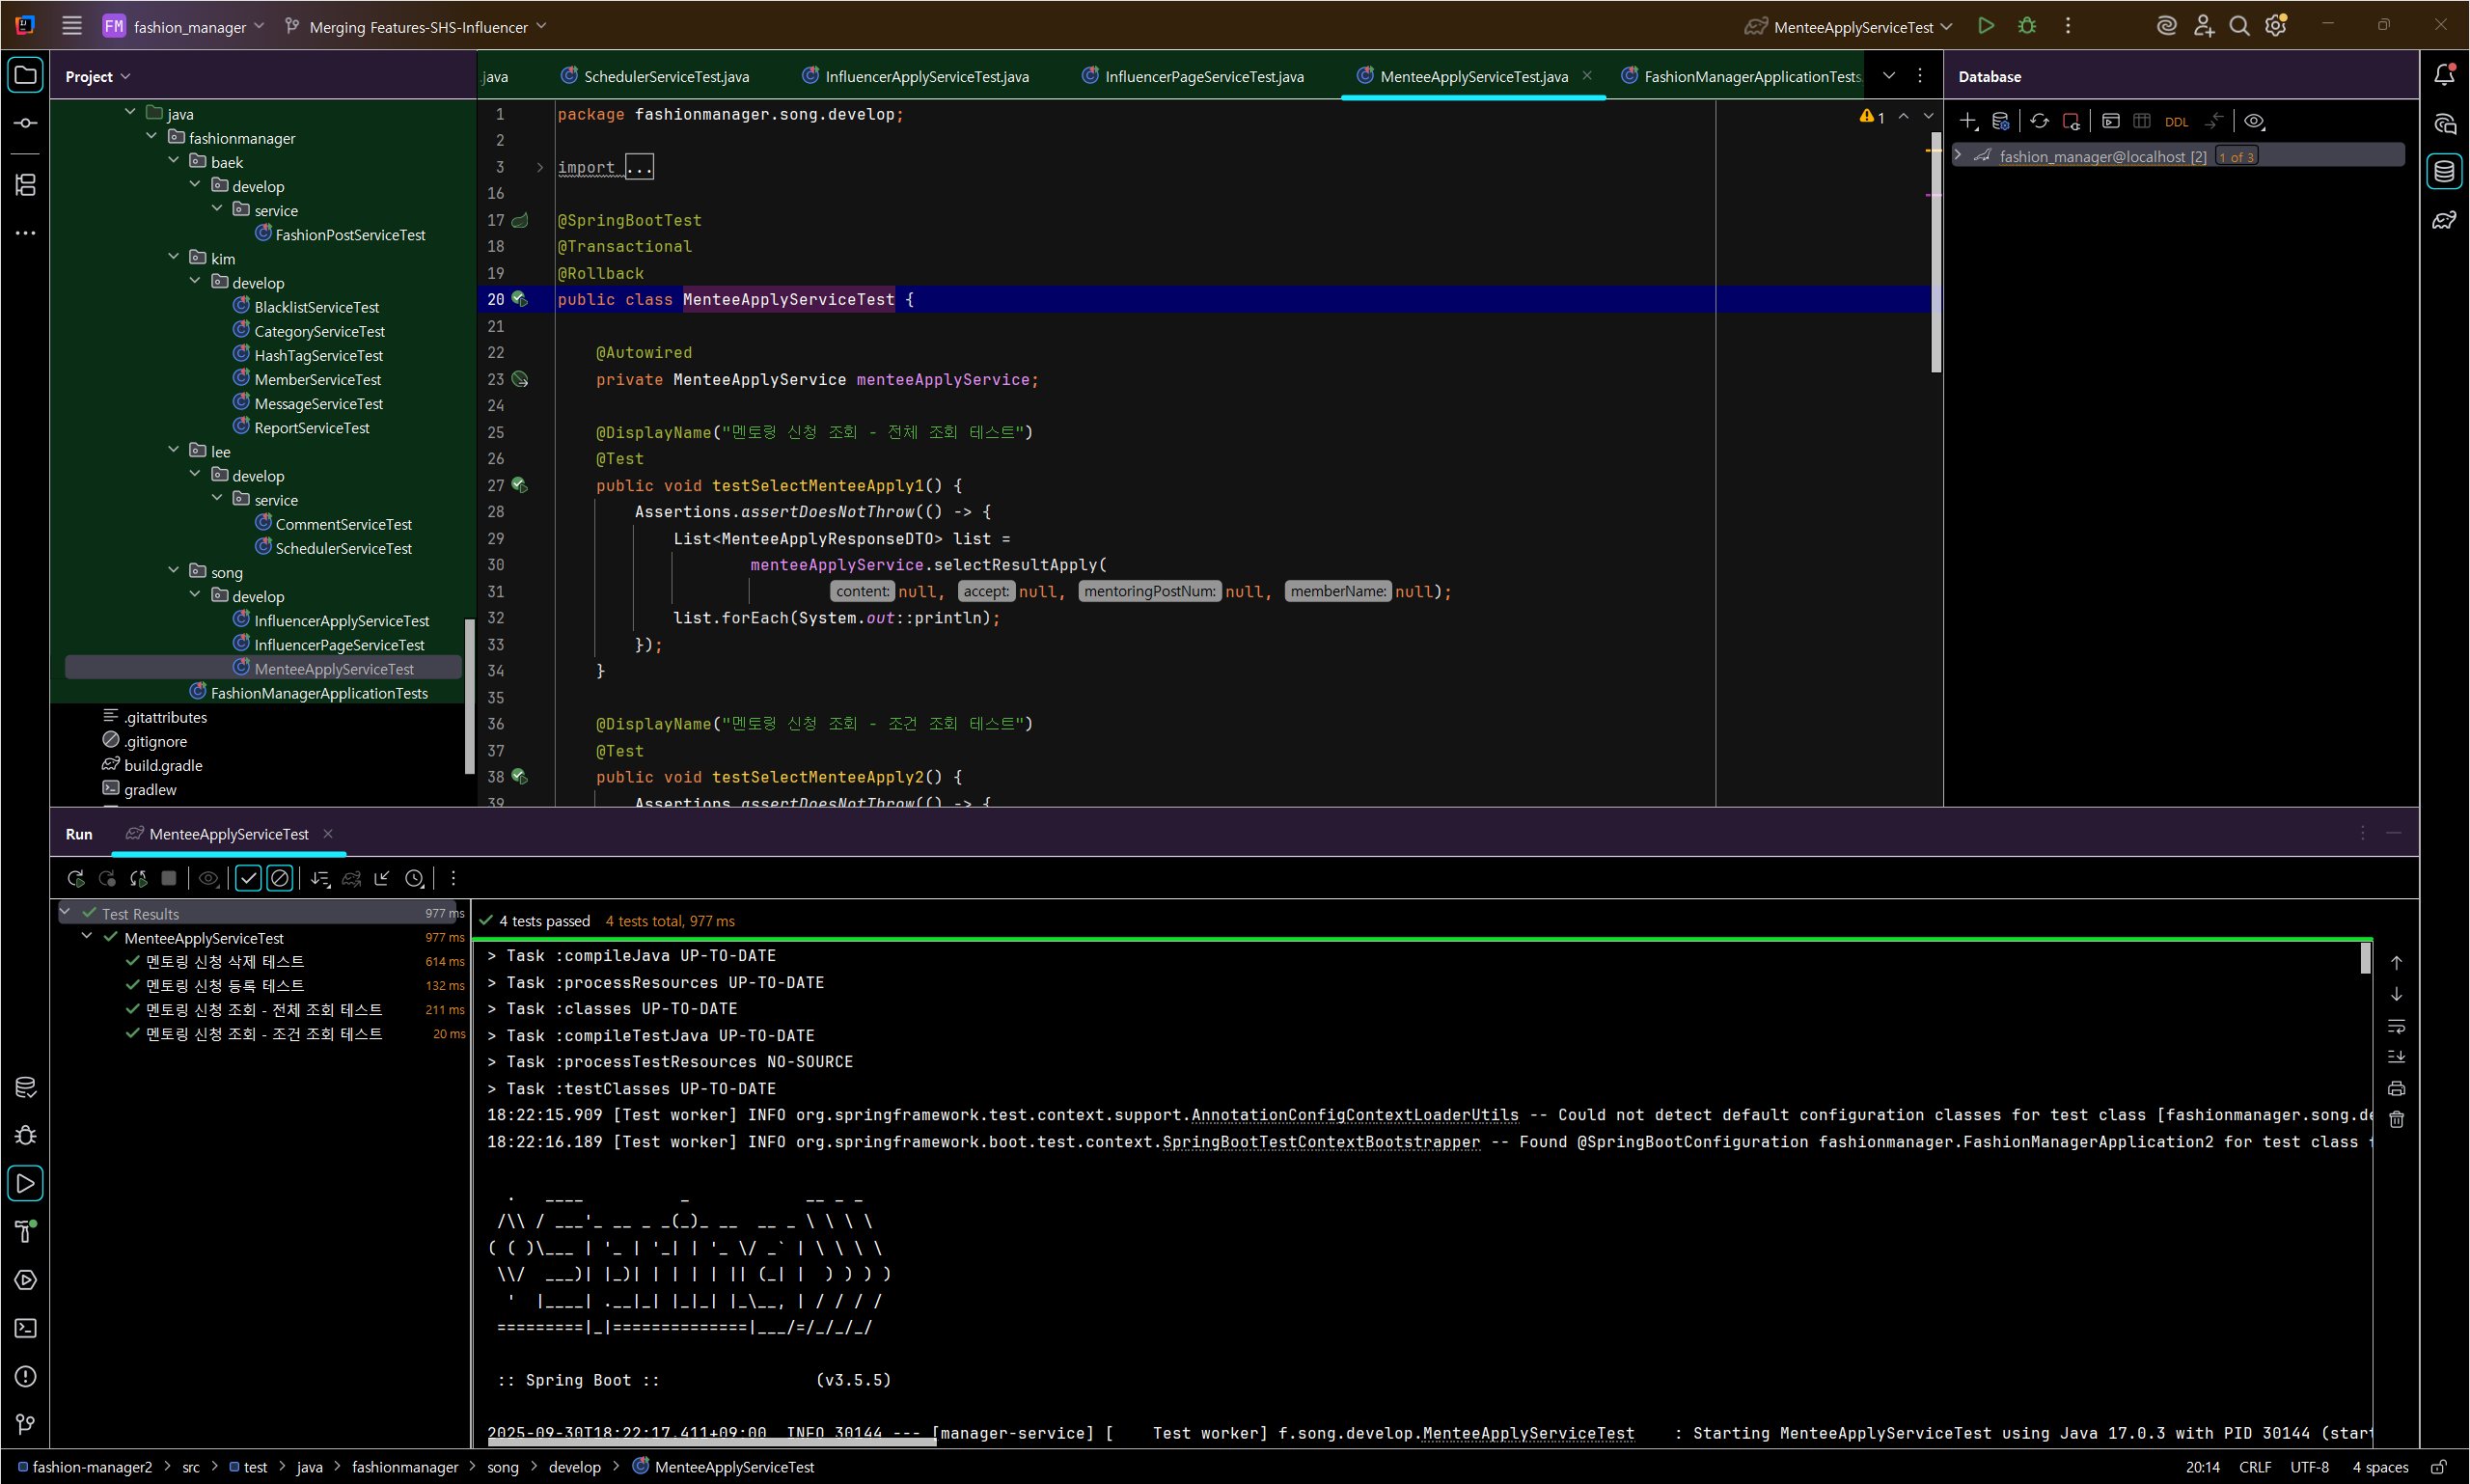 FM fashion_manager Merging Features-SHS-Influencer MenteeApplyServiceTest
Project
.java SchedulerServiceTest.java InfluencerApplyServiceTest.java InfluencerPageServiceTest.java MenteeApplyServiceTest.java FashionManagerApplicationTests.
Database
java
fashionmanager
baek
develop
service
FashionPostServiceTest
kim
develop
BlacklistServiceTest
CategoryServiceTest
HashTagServiceTest
MemberServiceTest
MessageServiceTest
ReportServiceTest
lee
develop
service
CommentServiceTest
SchedulerServiceTest
song
develop
InfluencerApplyServiceTest
InfluencerPageServiceTest
MenteeApplyServiceTest
FashionManagerApplicationTests
.gitattributes
.gitignore
build.gradle
gradlew
1 package fashionmanager.song.develop;
2
3 import ...
16
17 @SpringBootTest
18 @Transactional
19 @Rollback
20 public class MenteeApplyServiceTest {
21
22 @Autowired
23 private MenteeApplyService menteeApplyService;
24
25 @DisplayName("멘토링 신청 조회 - 전체 조회 테스트")
26 @Test
27 public void testSelectMenteeApply1() {
28 Assertions.assertDoesNotThrow(() -> {
29 List<MenteeApplyResponseDTO> list =
30 menteeApplyService.selectResultApply(
31 content: null, accept: null, mentoringPostNum: null, memberName: null);
32 list.forEach(System.out::println);
33 });
34 }
35
36 @DisplayName("멘토링 신청 조회 - 조건 조회 테스트")
37 @Test
38 public void testSelectMenteeApply2() {
39 Assertions.assertDoesNotThrow(() -> {
1
DDL
fashion_manager@localhost [2] 1 of 3
Run MenteeApplyServiceTest
Test Results 977 ms
MenteeApplyServiceTest 977 ms
멘토링 신청 삭제 테스트 614 ms
멘토링 신청 등록 테스트 132 ms
멘토링 신청 조회 - 전체 조회 테스트 211 ms
멘토링 신청 조회 - 조건 조회 테스트 20 ms
4 tests passed 4 tests total, 977 ms
> Task :compileJava UP-TO-DATE
> Task :processResources UP-TO-DATE
> Task :classes UP-TO-DATE
> Task :compileTestJava UP-TO-DATE
> Task :processTestResources NO-SOURCE
> Task :testClasses UP-TO-DATE
18:22:15.909 [Test worker] INFO org.springframework.test.context.support.AnnotationConfigContextLoaderUtils -- Could not detect default configuration classes for test class [fashionmanager.song.de
18:22:16.189 [Test worker] INFO org.springframework.boot.test.context.SpringBootTestContextBootstrapper -- Found @SpringBootConfiguration fashionmanager.FashionManagerApplication2 for test class f
  .   ____          _            __ _ _
 /\\ / ___'_ __ _ _(_)_ __  __ _ \ \ \ \
( ( )\___ | '_ | '_| | '_ \/ _` | \ \ \ \
 \\/  ___)| |_)| | | | | || (_| |  ) ) ) )
  '  |____| .__|_| |_|_| |_\__, | / / / /
 =========|_|==============|___/=/_/_/_/
:: Spring Boot :: (v3.5.5)
2025-09-30T18:22:17.411+09:00 INFO 30144 --- [manager-service] [ Test worker] f.song.develop.MenteeApplyServiceTest : Starting MenteeApplyServiceTest using Java 17.0.3 with PID 30144 (start
fashion-manager2 > src > test > java > fashionmanager > song > develop > MenteeApplyServiceTest
20:14 CRLF UTF-8 4 spaces